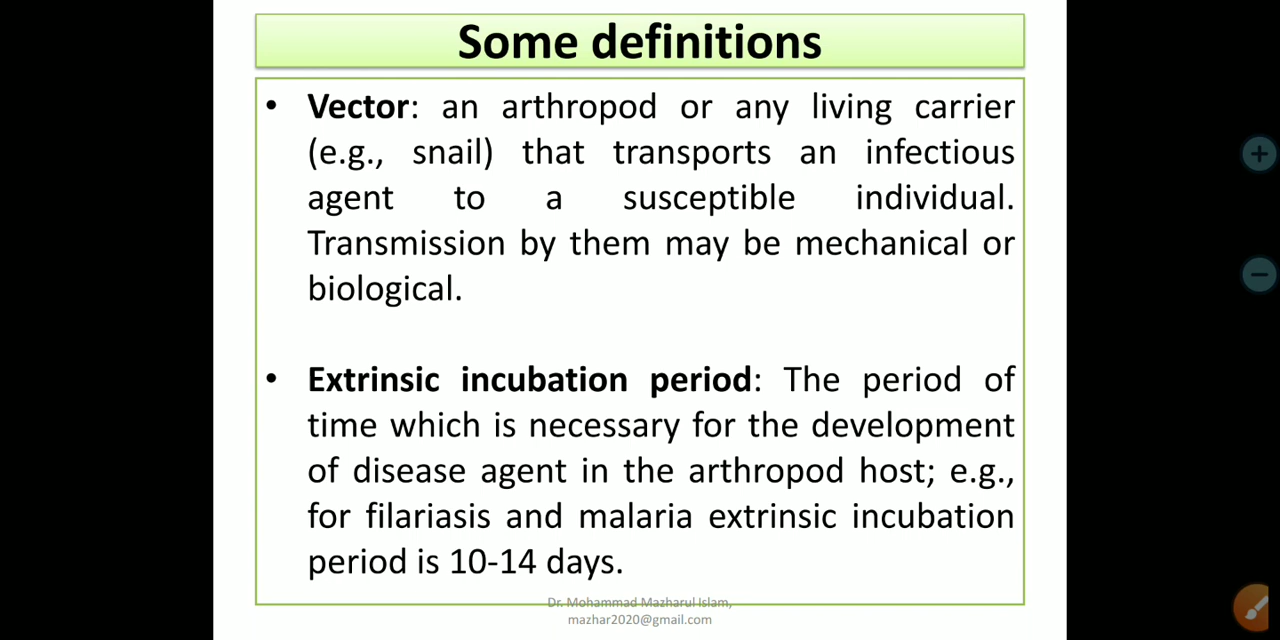 Some definitions
• Vector: an arthropod or any living carrier
(e.g., snail) that transports an infectious
agent to a susceptible individual.
Transmission by them may be mechanical or
biological.
• Extrinsic incubation period: The period of
time which is necessary for the development
of disease agent in the arthropod host; e.g.,
for filariasis and malaria extrinsic incubation
period is 10-14 days.
Dr. Mohammad Mazharul Islam,
mazhar2020@gmail.com